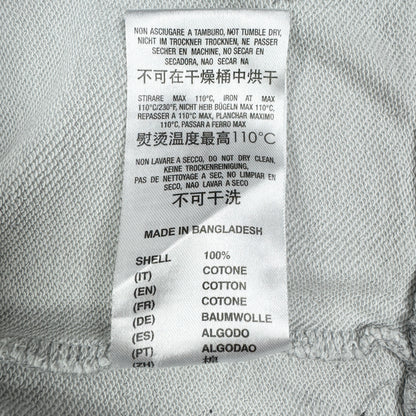 NON ASCIUGARE A TAMBURO, NOT TUMBLE DRY,
NICHT IM TROCKNER TROCKNEN, NE PASSER
SECHER EN MACHINE, NO SECAR EN
SECADORA, NAO SECAR NA
不可在干燥桶中烘干
STIRARE MAX 110°C, IRON AT MAX
110°C/230°F, NICHT HEIß BÜGELN MAX 110°C,
REPASSER A 110°C MAX, PLANCHAR MAXIMO
110°C, PASSAR A FERRO MAX
熨烫温度最高110°C
NON LAVARE A SECCO, DO NOT DRY CLEAN,
KEINE TROCKENREINIGUNG,
PAS DE NETTOYAGE A SEC, NO LIMPIAR EN
SECO, NAO LAVAR A SECO
不可干洗
MADE IN BANGLADESH
SHELL 100%
(IT) COTONE
(EN) COTTON
(FR) COTONE
(DE) BAUMWOLLE
(ES) ALGODO
(PT) ALGODAO
(ZH) 棉